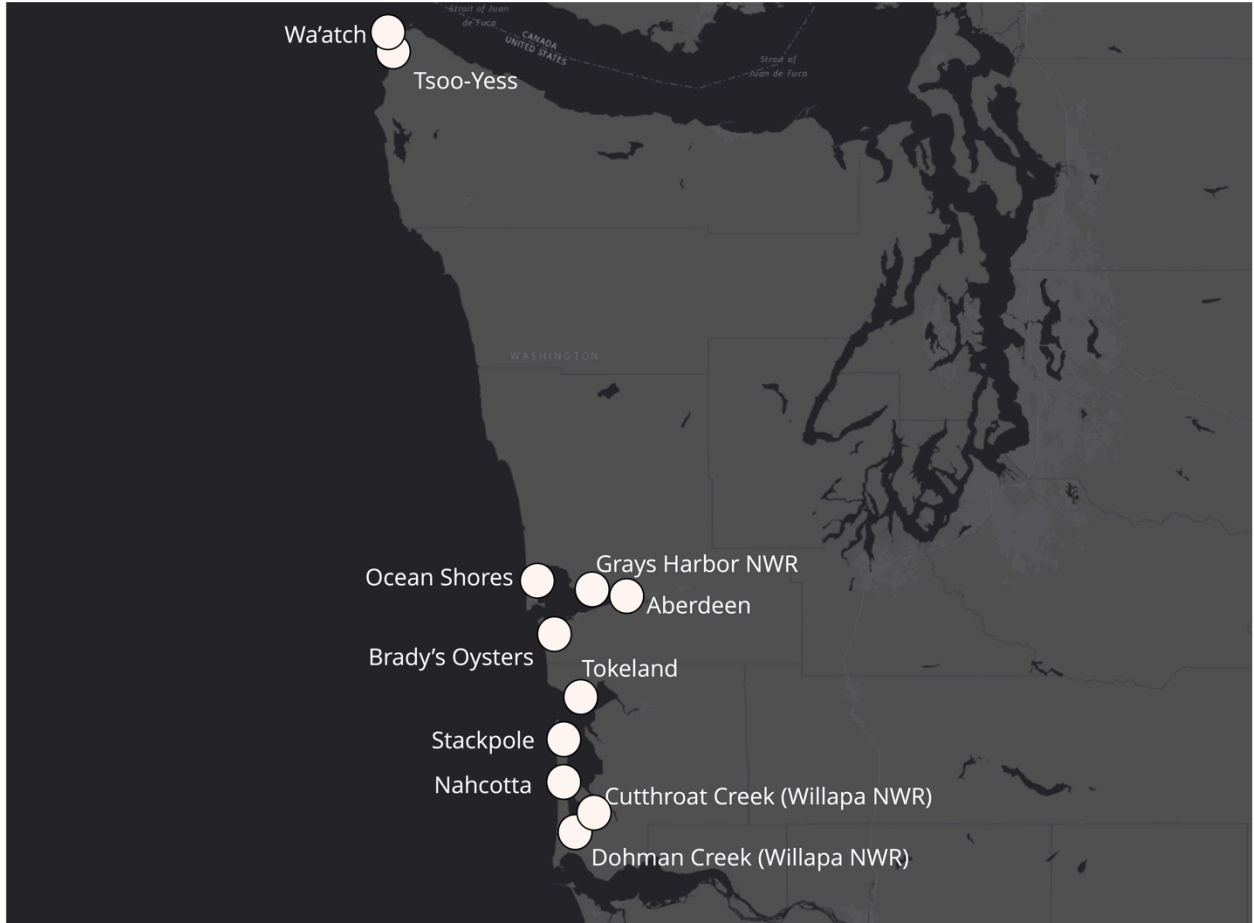 Strait of Juan
de Fuca
CANADA
UNITED STATES
Strait of
Juan de Fuca
Wa’atch
Tsoo-Yess
WASHINGTON
Grays Harbor NWR
Ocean Shores
Aberdeen
Brady’s Oysters
Tokeland
Stackpole
Nahcotta
Cutthroat Creek (Willapa NWR)
Dohman Creek (Willapa NWR)